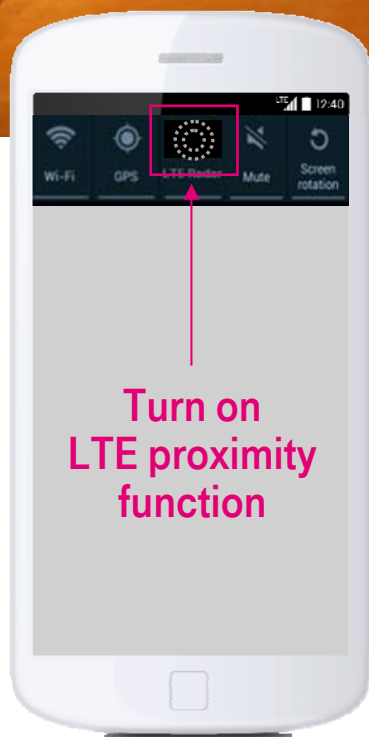 LTE 12:40
Wi-Fi GPS LTE Radar Mute Screen rotation
Turn on
LTE proximity
function